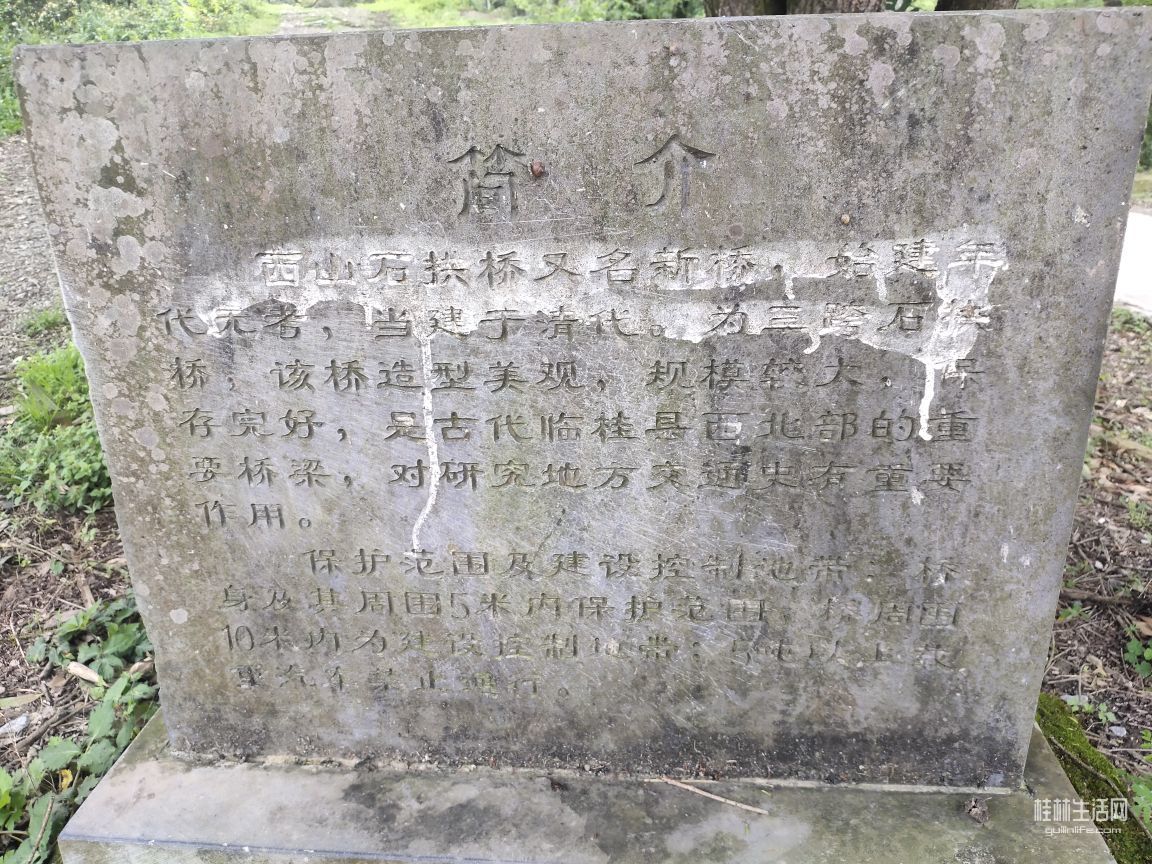 简 介
西山石拱桥又名新桥，始建年
代无考，当建于清代。为三跨石拱
桥，该桥造型美观，规模较大，保
存完好，是古代临桂县西北部的重
要桥梁，对研究地方交通史有重要
作用。
保护范围及建设控制地带：桥
身及其周围5米内保护范围，桥周围
10米内为建设控制地带；5吨以上
重汽车禁止通行。
桂林生活网
guilinlife.com